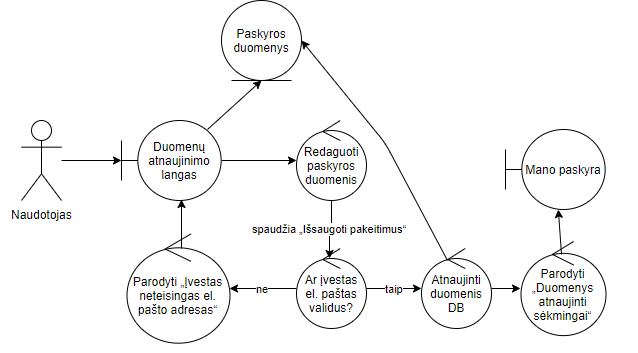 Paskyros
duomenys
Duomenų
atnaujinimo
langas
Redaguoti
paskyros
duomenis
Mano paskyra
Naudotojas
spaudžia „Išsaugoti pakeitimus“
Parodyti „Įvestas
neteisingas el.
pašto adresas“
ne
Ar įvestas
el. paštas
validus?
taip
Atnaujinti
duomenis
DB
Parodyti
„Duomenys
atnaujinti
sėkmingai“